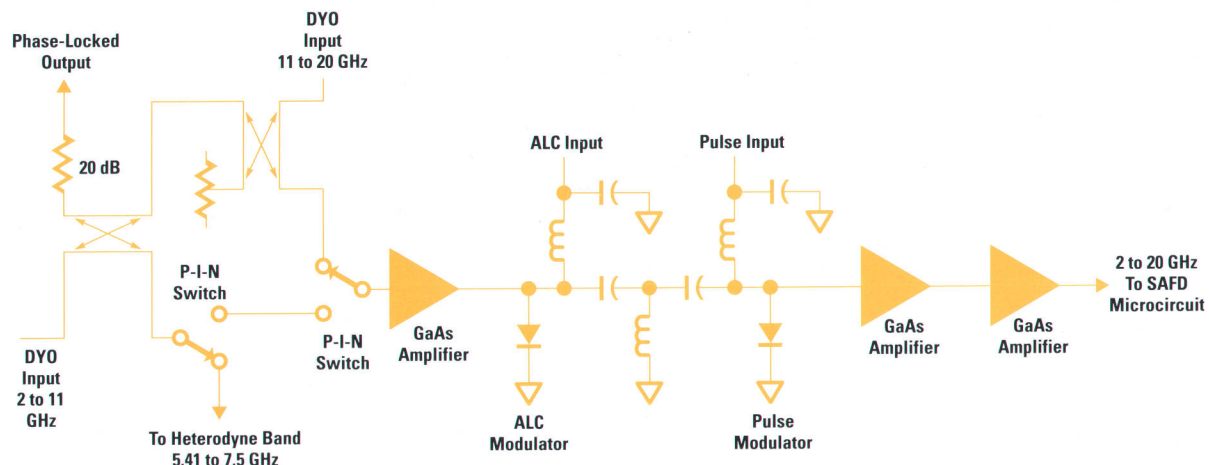 DYO
Input
11 to 20 GHz
Phase-Locked
Output
20 dB
ALC Input
Pulse Input
P-I-N
Switch
P-I-N
Switch
GaAs
Amplifier
GaAs
Amplifier
GaAs
Amplifier
2 to 20 GHz
To SAFD
Microcircuit
DYO
Input
2 to 11
GHz
To Heterodyne Band
5.41 to 7.5 GHz
ALC
Modulator
Pulse
Modulator